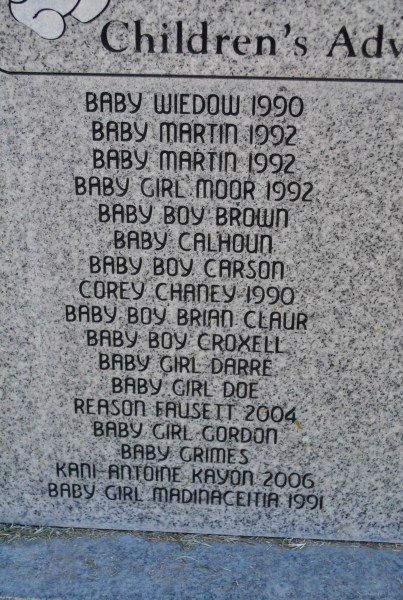 Children's Adv
BABY WIEDOW 1990
BABY MARTIN 1992
BABY MARTIN 1992
BABY GIRL MOOR 1992
BABY BOY BROWN
BABY CALHOUN
BABY BOY CARSON
COREY CHANEY 1990
BABY BOY BRIAN CLAUR
BABY BOY CROXELL
BABY GIRL DARRE
BABY GIRL DOE
REASON FAUSETT 2004
BABY GIRL GORDON
BABY GRIMES
KANI-ANTOINE KAYON 2006
BABY GIRL MADINACEITIA 1991